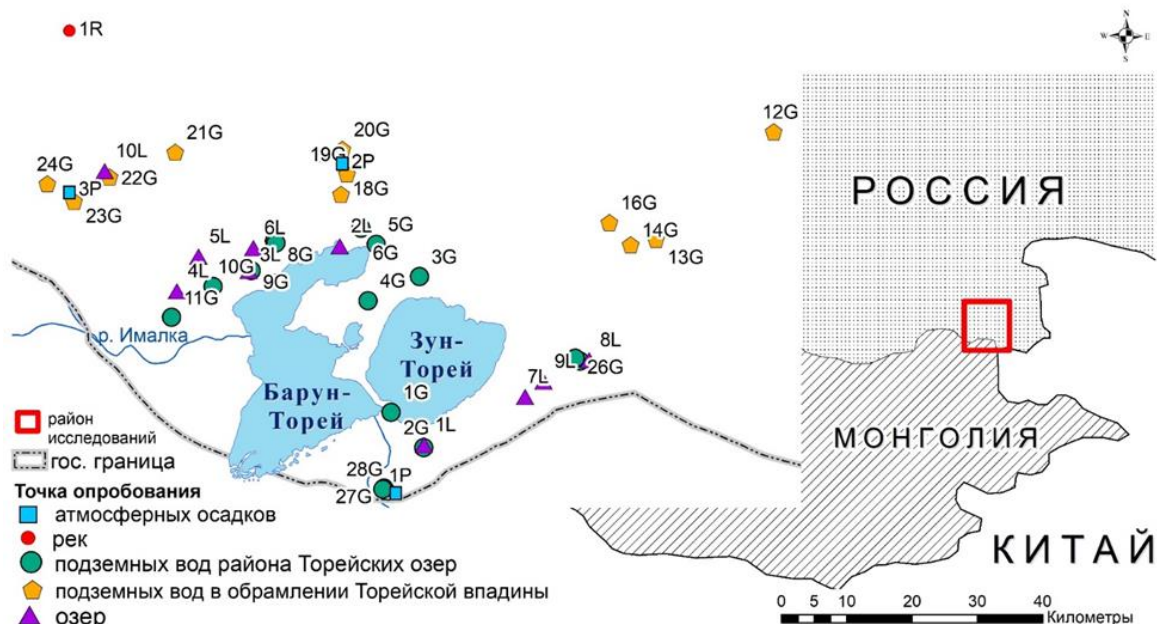 1R
N
W E
S
12G
20G
21G
19G
2P
10L
24G
22G
3P
18G
23G
РОССИЯ
16G
14G
13G
2L
5G
6L
5L
3L
8G
6G
3G
10G
4L
9G
4G
11G
р. Ималка
Зун-
Торей
8L
9L
26G
7L
Барун-
Торей
1G
2G
1L
28G
1P
27G
МОНГОЛИЯ
КИТАЙ
район
исследований
гос. граница
Точка опробования
атмосферных осадков
рек
подземных вод района Торейских озер
подземных вод в обрамлении Торейской впадины
озер
0 5 10 20 30 40
Километры